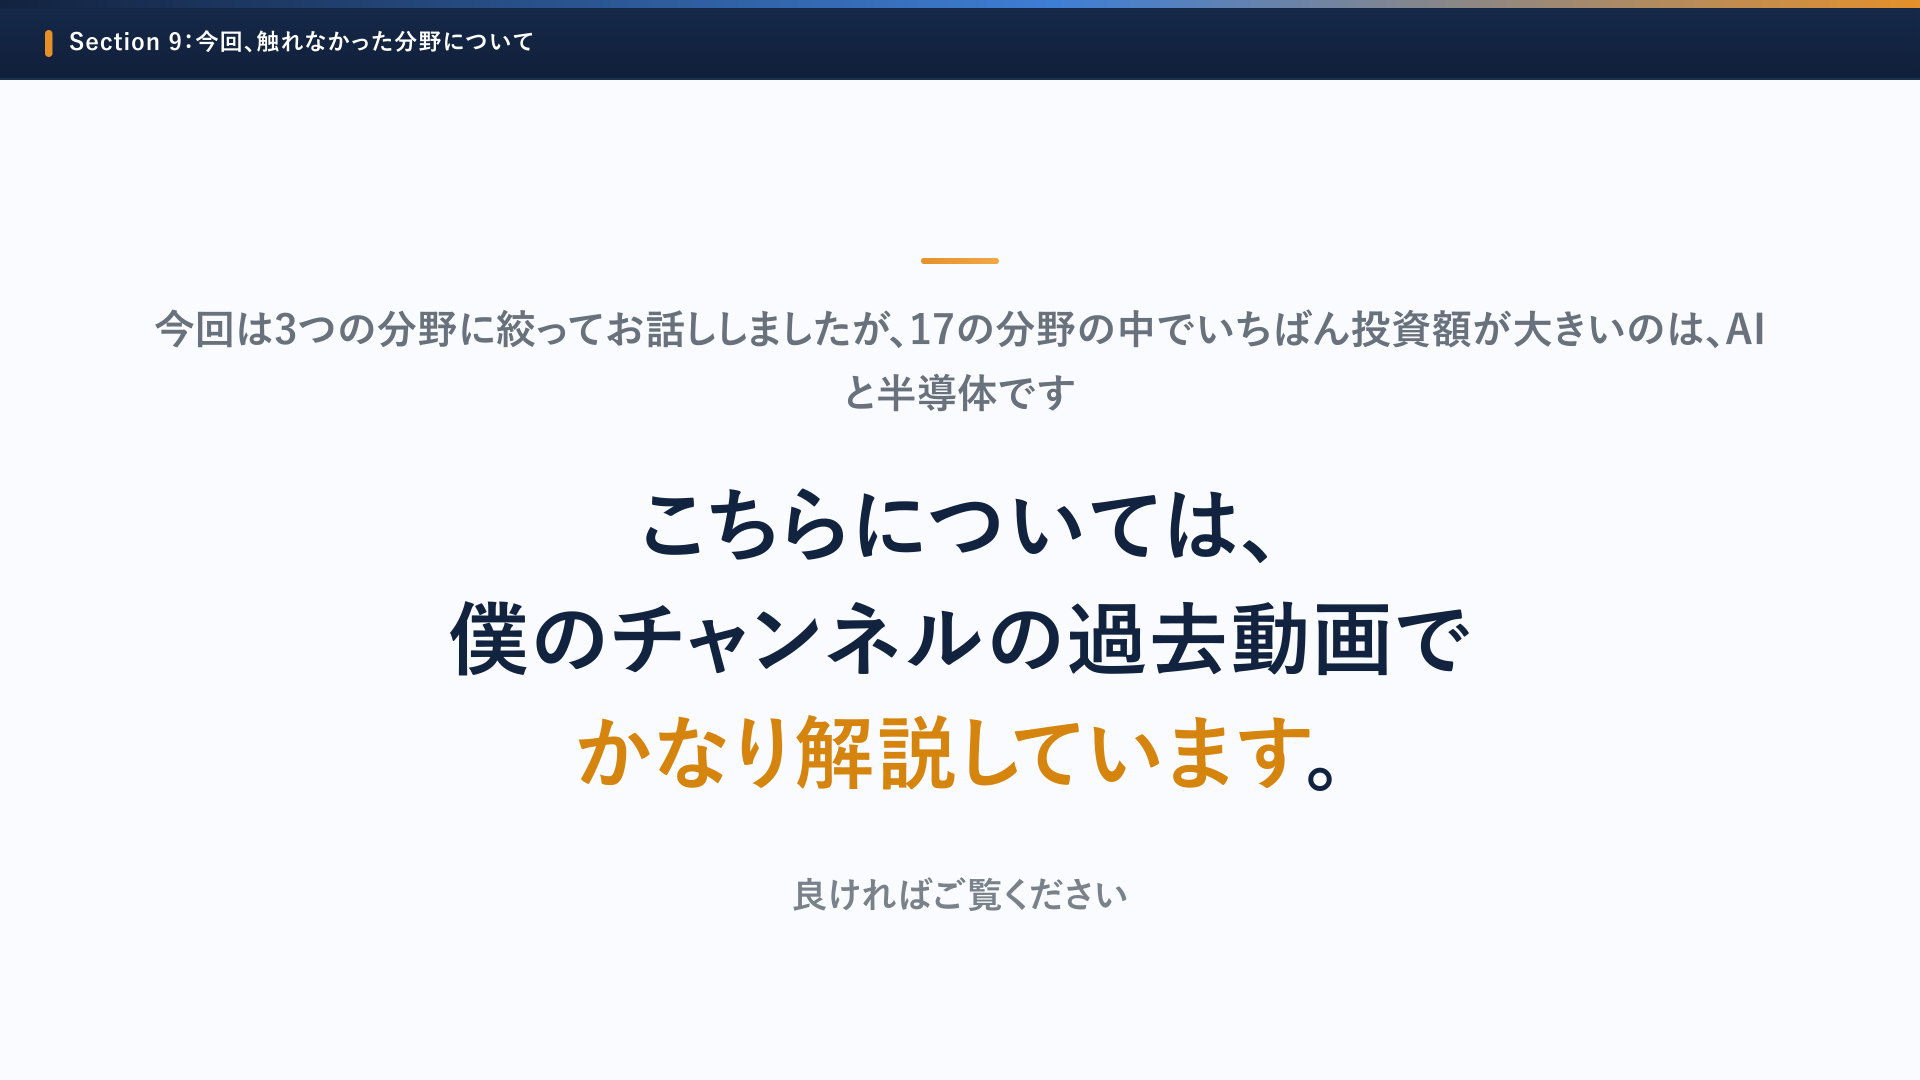 Section 9：今回、触れなかった分野について
今回は3つの分野に絞ってお話ししましたが、17の分野の中でいちばん投資額が大きいのは、AI
と半導体です
こちらについては、
僕のチャンネルの過去動画で
かなり解説しています。
良ければご覧ください